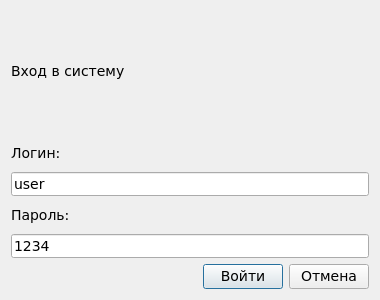 Вход в систему
Логин:
user
Пароль:
1234
Войти
Отмена